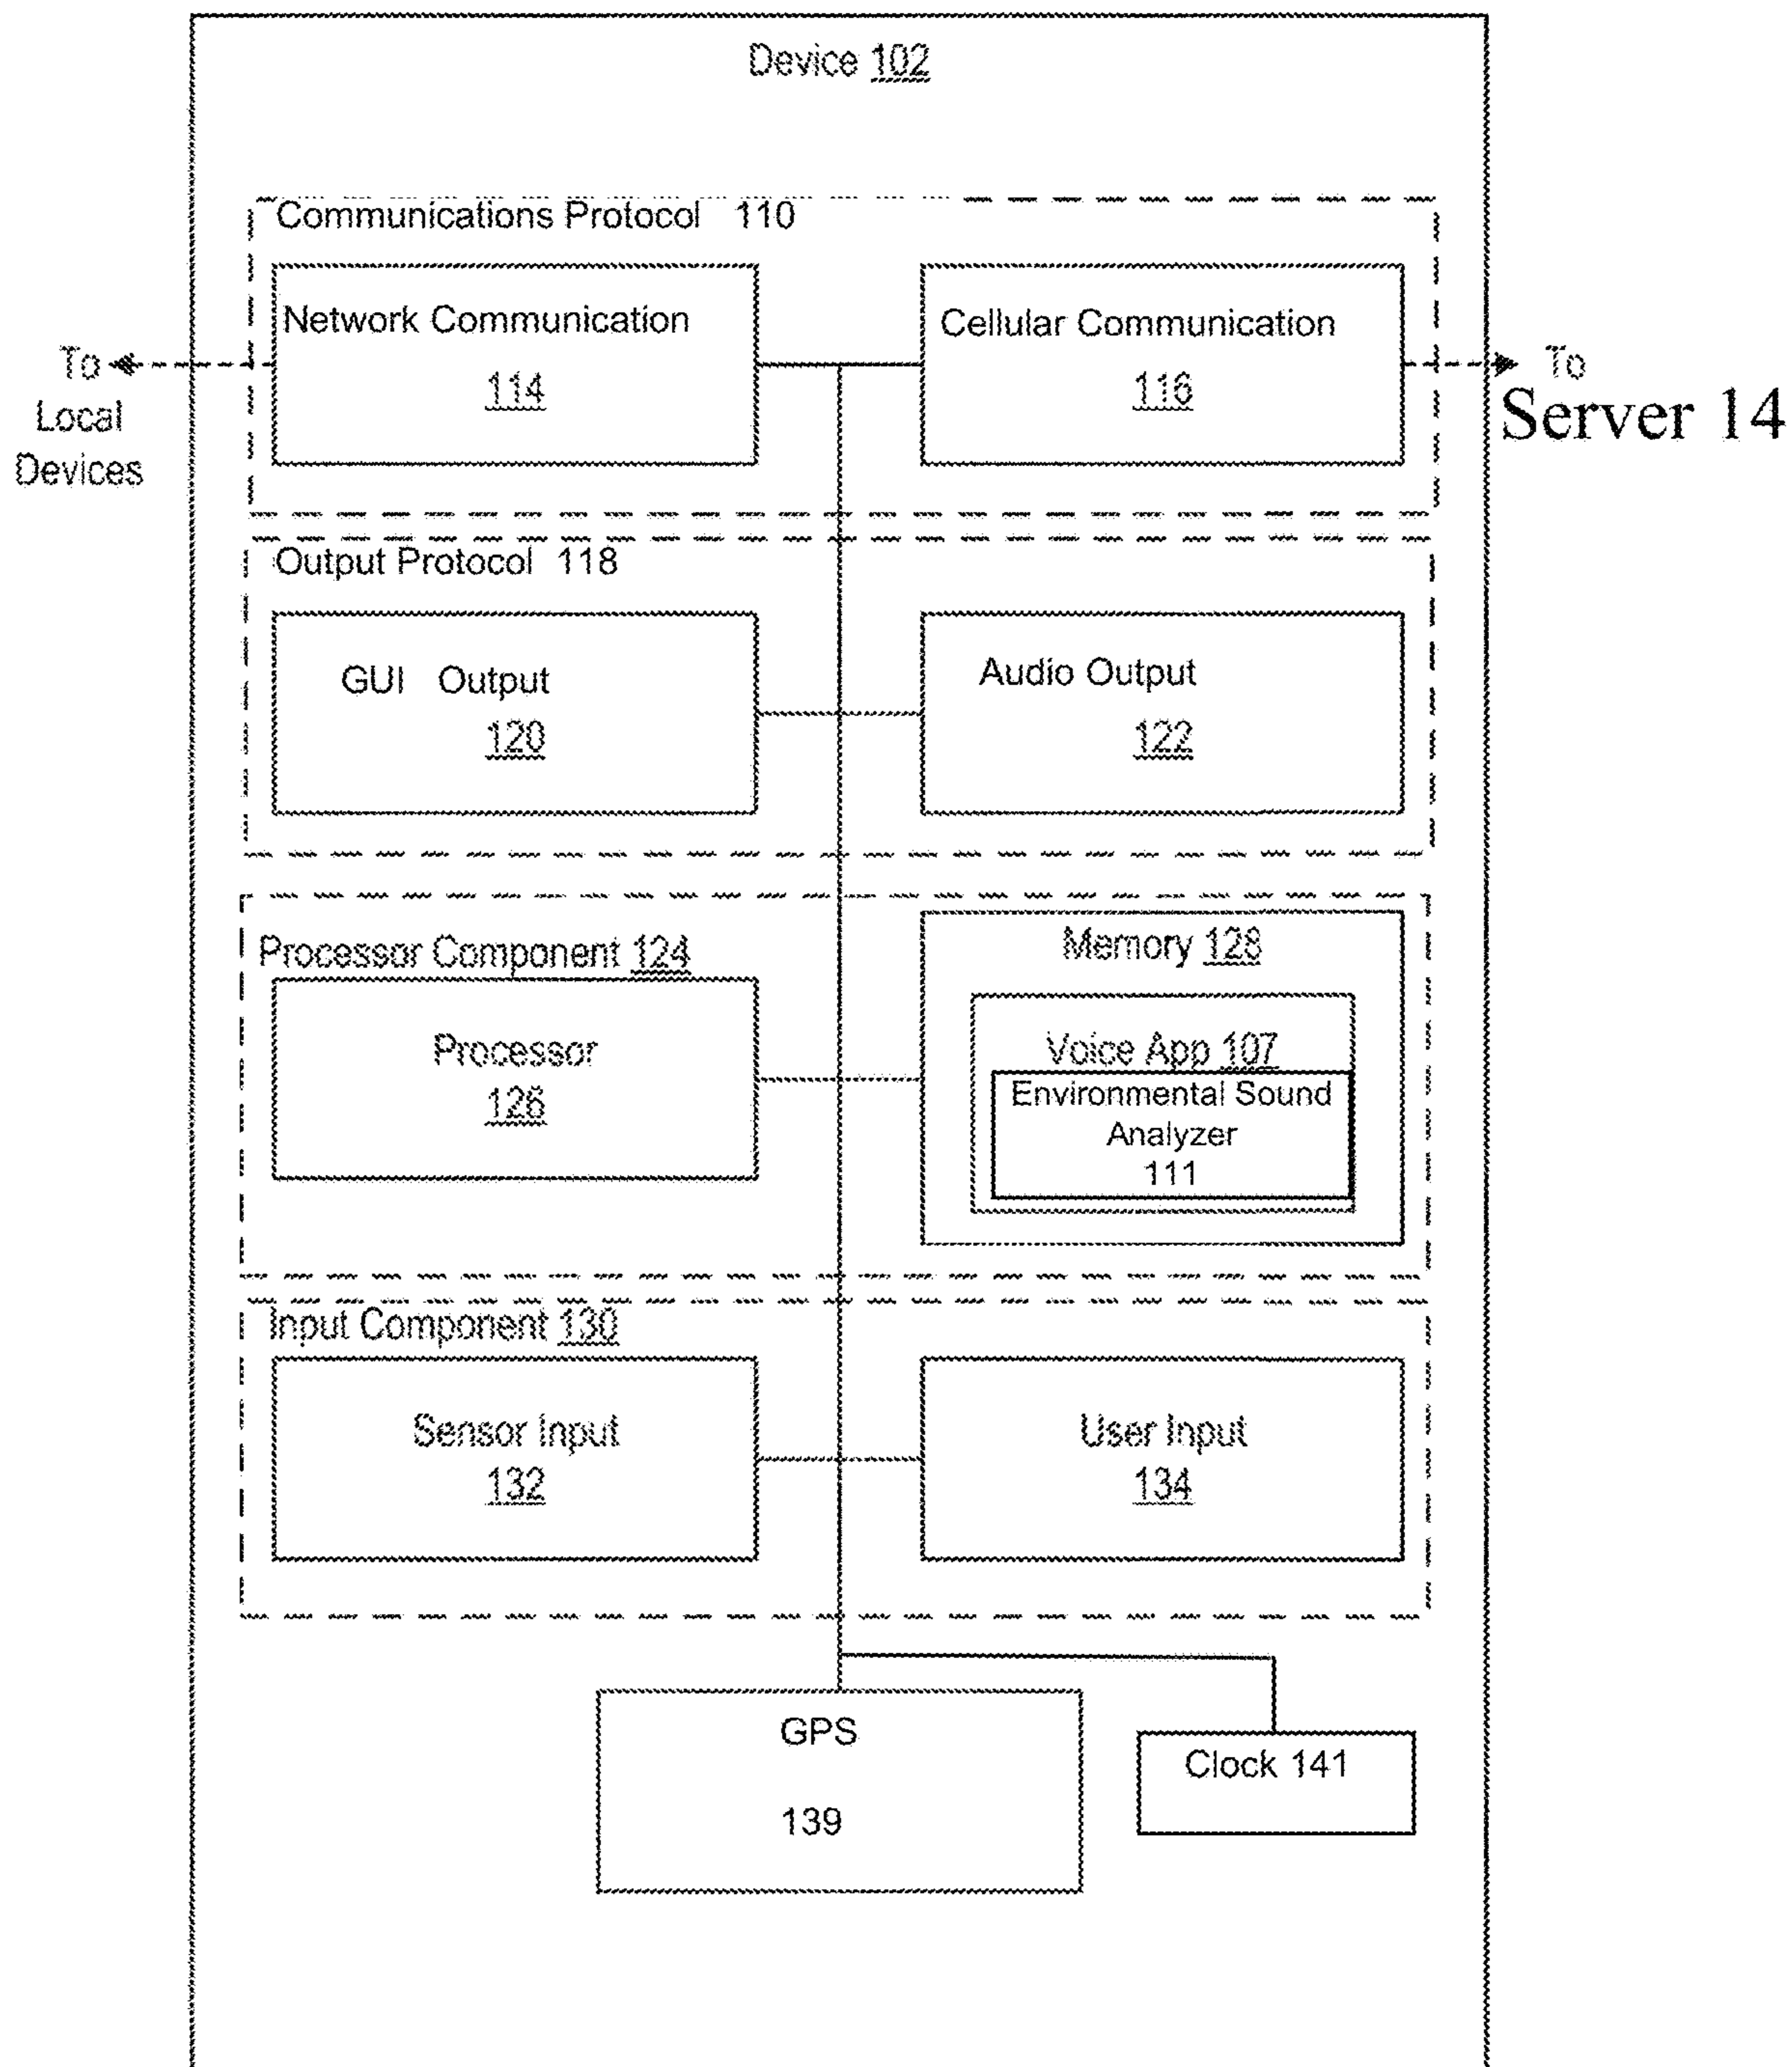 Device 102
Communications Protocol 110
Network Communication
114
Cellular Communication
116
To
Local
Devices
To
Server 14
Output Protocol 118
GUI Output
120
Audio Output
122
Processor Component 124
Processor
126
Memory 128
Voice App 107
Environmental Sound
Analyzer
111
Input Component 130
Sensor Input
132
User Input
134
GPS
139
Clock 141